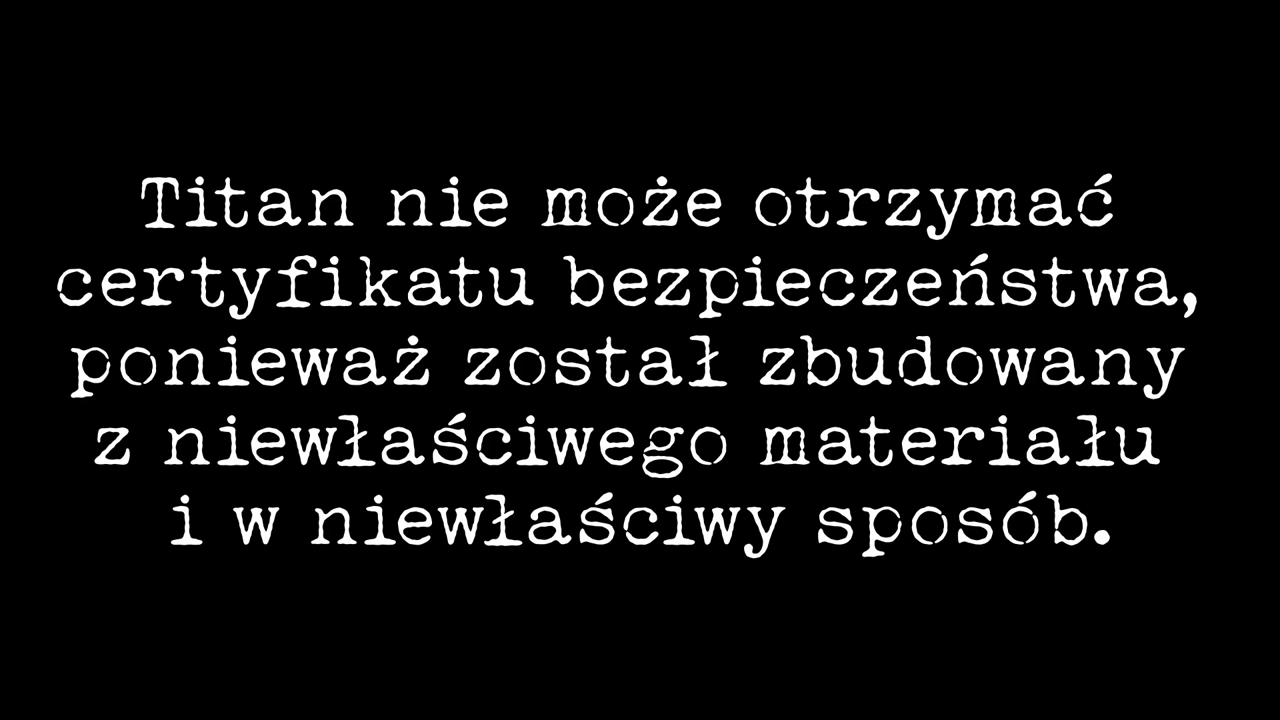 Titan nie może otrzymać
certyfikatu bezpieczeństwa,
ponieważ został zbudowany
z niewłaściwego materiału
i w niewłaściwy sposób.